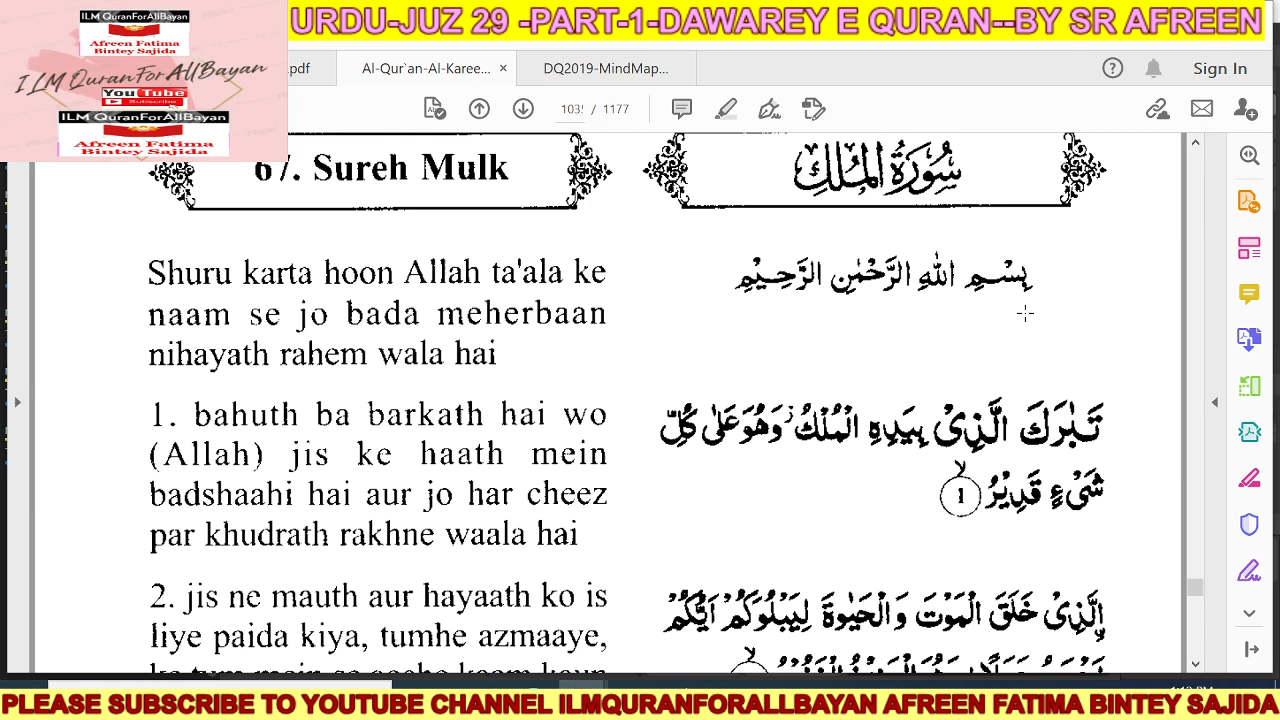 URDU-JUZ 29 -PART-1-DAWAREY E QURAN--BY SR AFREEN
ILM QuranForAllBayan
Afreen Fatima
Bintey Sajida
ILM QuranForAllBayan
YouTube
Subscribe
ILM QuranForAllBayan
Afreen Fatima
.pdf
Al-Qur`an-Al-Karee... ×
DQ2019-MindMap...
Sign In
103 / 1177
67. Sureh Mulk
سُوْرَةُ الْمُلْكِ
Shuru karta hoon Allah ta'ala ke
naam se jo bada meherbaan
nihayath rahem wala hai
بِسْمِ اللهِ الرَّحْمٰنِ الرَّحِيْمِ
1. bahuth ba barkath hai wo
(Allah) jis ke haath mein
badshaahi hai aur jo har cheez
par khudrath rakhne waala hai
تَبٰرَكَ الَّذِىْ بِيَدِهِ الْمُلْكُ ز وَهُوَ عَلٰى كُلِّ
شَىْءٍ قَدِيْرُ ۙ 1
2. jis ne mauth aur hayaath ko is
liye paida kiya, tumhe azmaaye,
اِۨلَّذِىْ خَلَقَ الْمَوْتَ وَالْحَيٰوةَ لِيَبْلُوَكُمْ اَيُّكُمْ
PLEASE SUBSCRIBE TO YOUTUBE CHANNEL ILMQURANFORALLBAYAN AFREEN FATIMA BINTEY SAJIDA